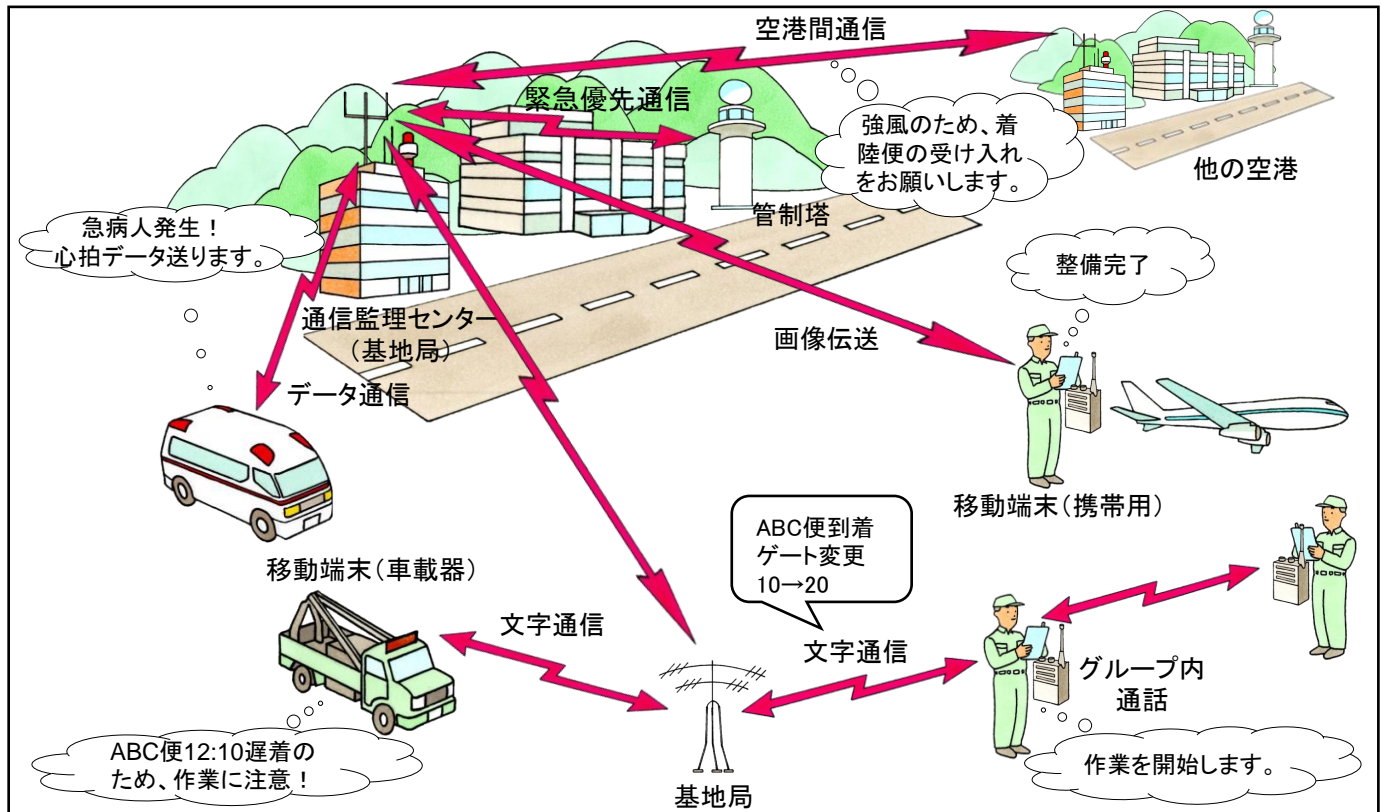 空港間通信
緊急優先通信
強風のため、着
陸便の受け入れ
をお願いします。
他の空港
管制塔
急病人発生！
心拍データ送ります。
整備完了
通信監理センター
（基地局）
画像伝送
データ通信
移動端末（携帯用）
ABC便到着
ゲート変更
10→20
移動端末（車載器）
文字通信
文字通信
グループ内
通話
ABC便12:10遅着の
ため、作業に注意！
作業を開始します。
基地局